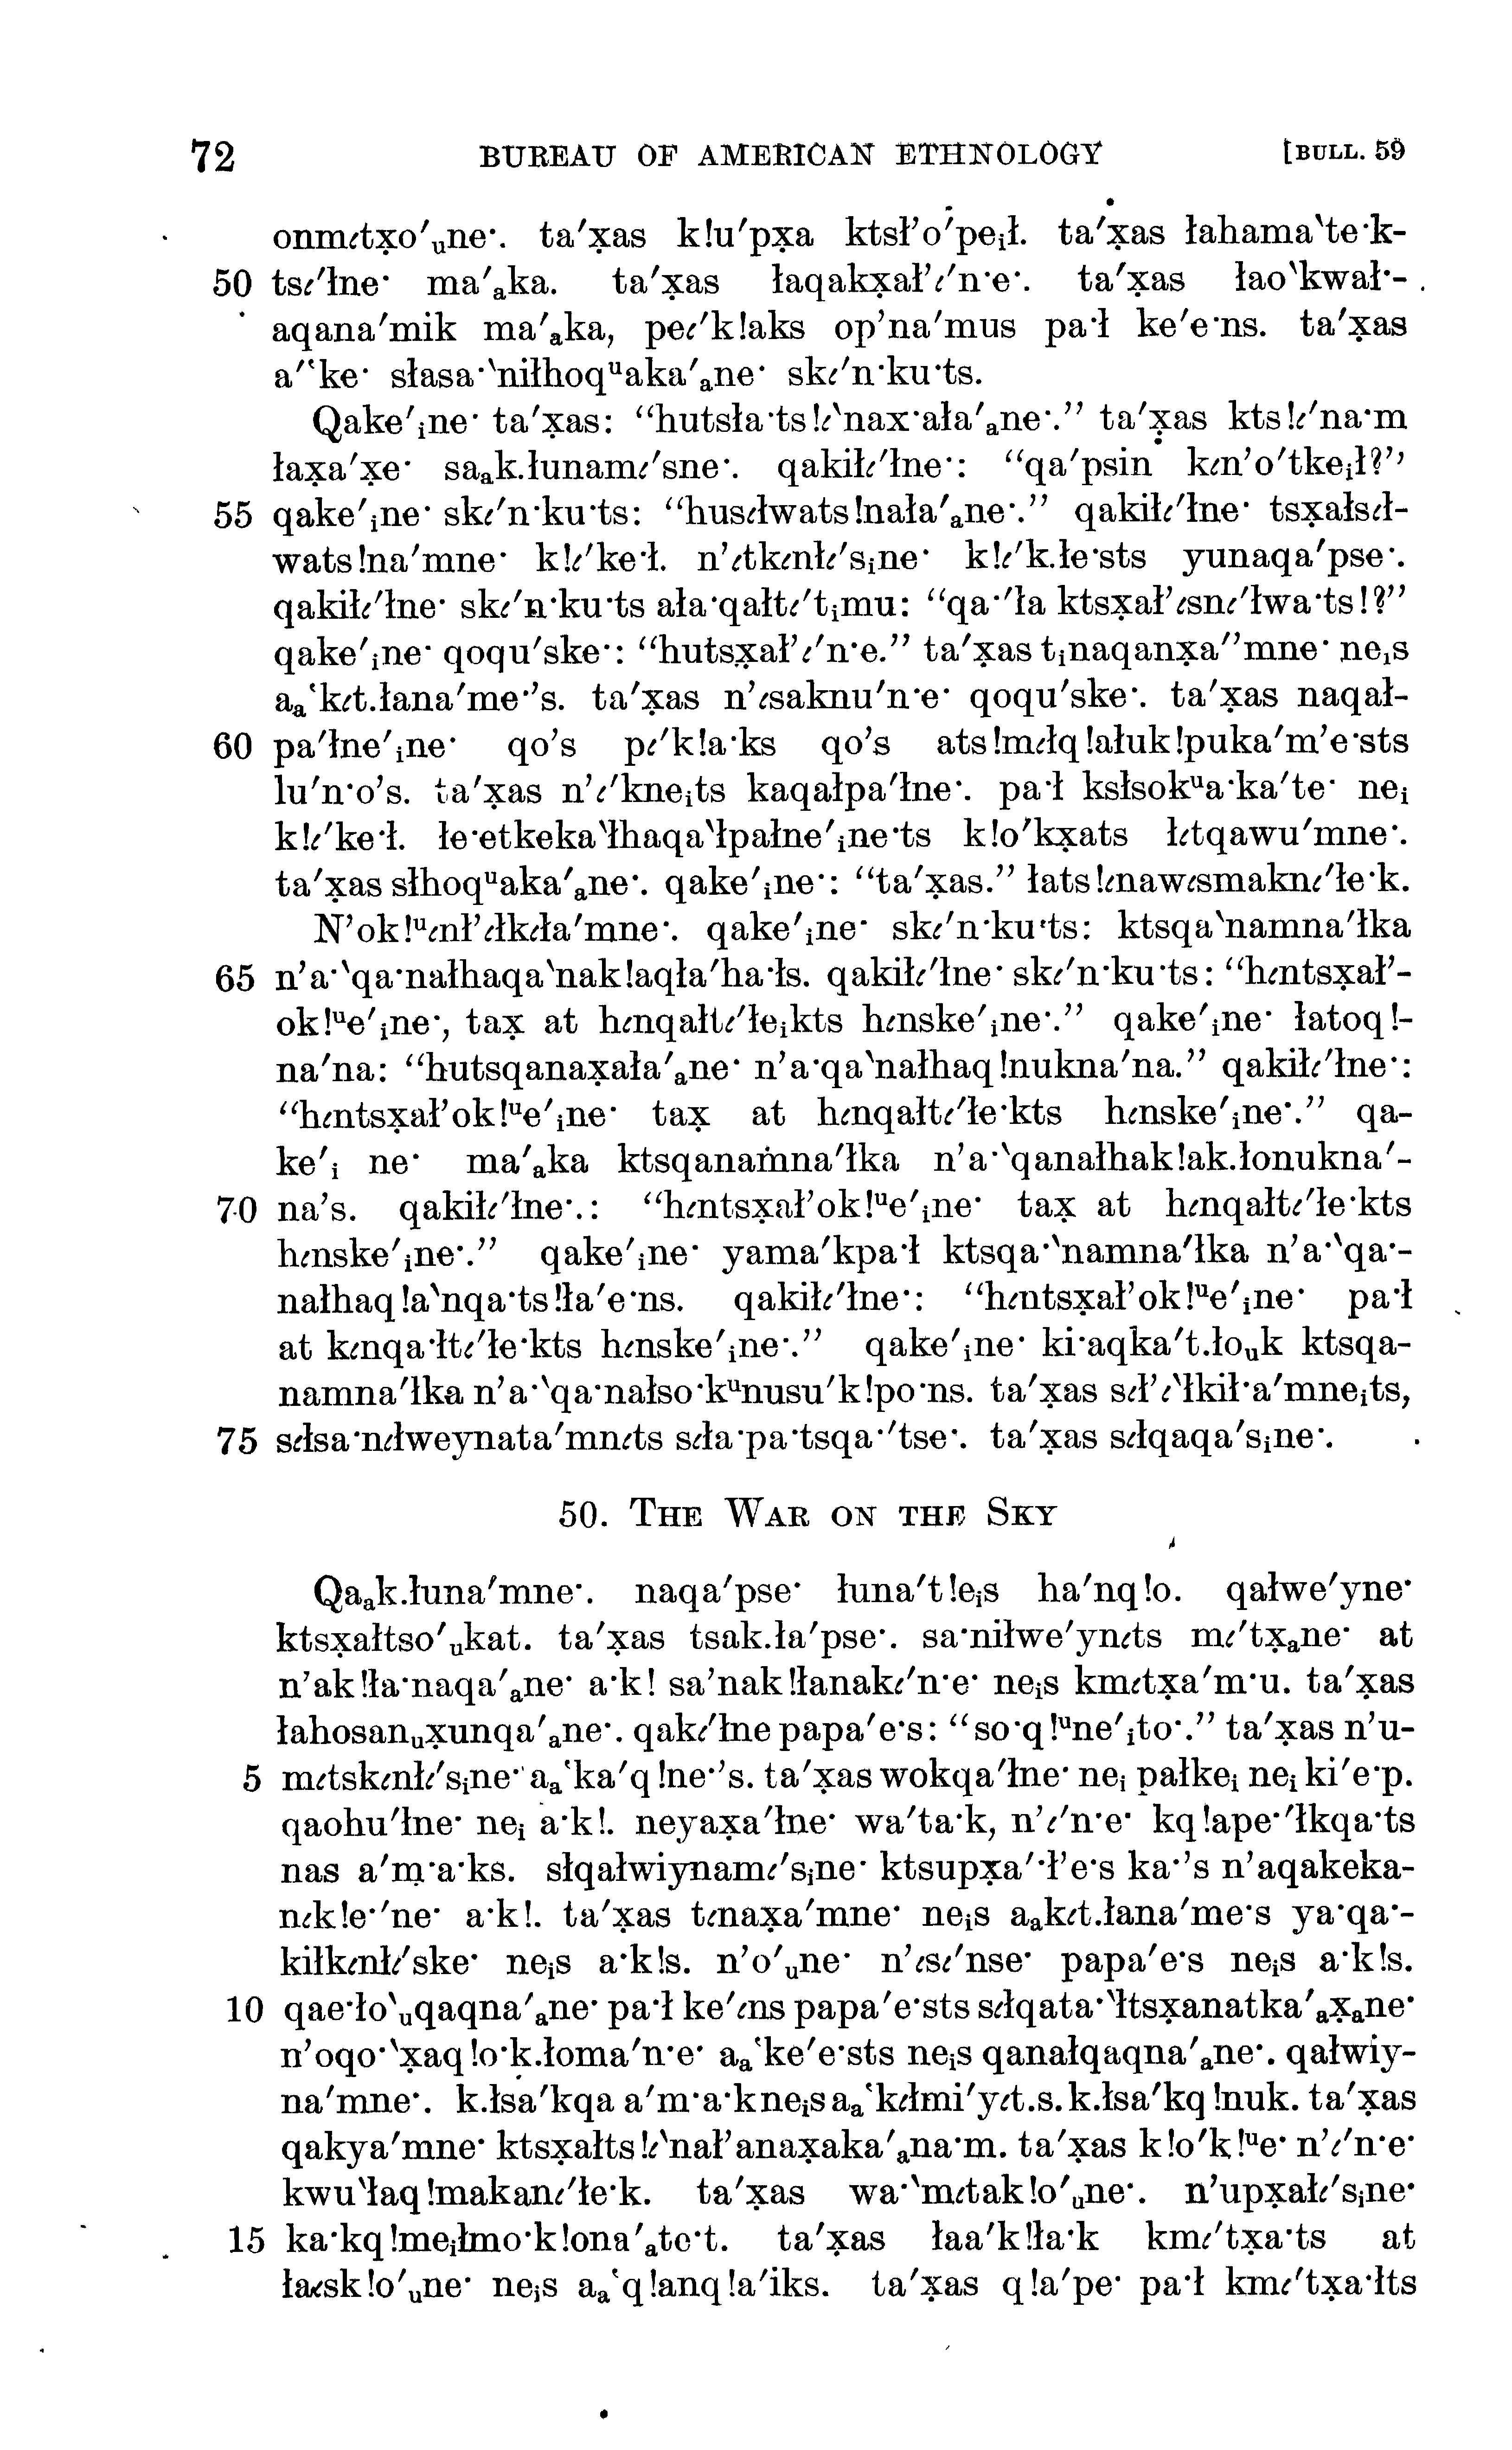 72 BUREAU OF AMERICAN ETHNOLOGY [BULL. 59
onmɩtx̣o′ᵤne·. ta′x̣as k!u′px̣a ktsł’o′peᵢł. ta′x̣as łahama‵te·k-
50 tsɩ′łne· ma′ₐka. ta′x̣as łaqakx̣ał’ɩ′n·e·. ta′x̣as łao‵kwał·-
aqana′mik ma′ₐka, peɩ′k!aks op’na′mus pa·ł ke′e·ns. ta′x̣as
a′‛ke· słasa·‵niłhoqᵘaka′ₐne· skɩ′n·ku·ts.
Qake′ᵢne· ta′x̣as: “hutsła·ts!ɩ‵nax·ała′ₐne·.” ta′x̣as kts!ɩ′na·m
łax̣a′x̣e· saₐk.łunamɩ′sne·. qakiłɩ′łne·: “qa′psin kɩn’o′tkeᵢł?”
55 qake′ᵢne· skɩ′n·ku·ts: “husɩłwats!nała′ₐne·.” qakiłɩ′łne· tsx̣ałsɩł-
wats!na′mne· k!ɩ′ke·ł. n’ɩtkɩnłɩ′sᵢne· k!ɩ′k.łe·sts yunaqa′pse·.
qakiłɩ′łne· skɩ′n·ku·ts ała·qałtɩ′tᵢmu: “qa·′ła ktsx̣ał’ɩsnɩ′łwa·ts!?”
qake′ᵢne· qoqu′ske·: “hutsx̣ał’ɩ′n·e.” ta′x̣as tᵢnaqanx̣a′′mne· neᵢs
aₐ‛kɩt.łana′me·’s. ta′x̣as n’ɩsaknu′n·e· qoqu′ske·. ta′x̣as naqał-
60 pa′łne′ᵢne· qo’s pɩ′k!a·ks qo’s ats!mɩłq!ałuk!puka′m’e·sts
lu′n·o’s. ta′x̣as n’ɩ′kneᵢts kaqałpa′łne·. pa·ł ksłsokᵘa·ka′te· neᵢ
k!ɩ′ke·ł. łe·etkeka‵łhaqa‵łpałne′ᵢne·ts k!o′kx̣ats łɩtqawu′mne·.
ta′x̣as słhoqᵘaka′ₐne·. qake′ᵢne·: “ta′x̣as.” łats!ɩnawɩsmaknɩ′łe·k.
N’ok!ᵘɩnł’ɩłkɩła′mne·. qake′ᵢne· skɩ′n·ku·ts: ktsqa‵namna′łka
65 n’a·‵qa·nałhaqa‵nak!aqła′ha·łs. qakiłɩ′łne· skɩ′n·ku·ts: “hɩntsx̣ał’-
ok!ᵘe′ᵢne·, tax̣ at hɩnqałtɩ′łeᵢkts hɩnske′ᵢne·.” qake′ᵢne· łatoq!-
na′na: “hutsqanax̣ała′ₐne· n’a·qa‵nałhaq!nukna′na.” qakiłɩ′łne·:
“hɩntsx̣ał’ok!ᵘe′ᵢne· tax̣ at hɩnqałtɩ′łe·kts hɩnske′ᵢne·.” qa-
ke′ᵢ ne· ma′ₐka ktsqanamna′łka n’a·‵qanałhak!ak.łonukna′-
70 na’s. qakiłɩ′łne·.: “hɩntsx̣ał’ok!ᵘe′ᵢne· tax̣ at hɩnqałtɩ′łe·kts
hɩnske′ᵢne·.” qake′ᵢne· yama′kpa·ł ktsqa·‵namna′łka n’a·‵qa·-
nałhaq!a‵nqa·ts!ła′e·ns. qakiłɩ′łne·: “hɩntsx̣ał’ok!ᵘe′ᵢne· pa·ł
at kɩnqa·łtɩ′łe·kts hɩnske′ᵢne·.” qake′ᵢne· ki·aqka′t.łoᵤk ktsqa-
namna′łka n’a·‵qa·nałso·kᵘnusu′k!po·ns. ta′x̣as sɩł’ɩ‵łkił·a′mneᵢts,
75 sɩłsa·nɩłweynata′mnɩts sɩła·pa·tsqa·′tse·. ta′x̣as sɩłqaqa′sᵢne·.
50. THE WAR ON THE SKY
Qaₐk.łuna′mne·. naqa′pse· łuna′t!eᵢs ha′nq!o. qałwe′yne·
ktsx̣ałtso′ᵤkat. ta′x̣as tsak.ła′pse·. sa·niłwe′ynɩts mɩ′tx̣ₐne· at
n’ak!ła·naqa′ₐne· a·k! sa’nak!łanakɩ′n·e· neᵢs kmɩtx̣a′m·u. ta′x̣as
łahosanᵤx̣unqa′ₐne·. qakɩ′łne papa′e·s: “so·q!ᵘne′ᵢto·.” ta′x̣as n’u-
5 mɩtskɩnłɩ′sᵢne· aₐ‛ka′q!ne·’s. ta′x̣as wokqa′łne· neᵢ pałkeᵢ neᵢ ki′e·p.
qaohu′łne· neᵢ a·k!. neyax̣a′łne· wa′ta·k, n’ɩ′n·e· kq!ape·′łkqa·ts
nas a′m·a·ks. słqałwiynamɩ′sᵢne· ktsupx̣a′·ł’e·s ka·’s n’aqakeka-
nɩk!e·′ne· a·k!. ta′x̣as tɩnax̣a′mne· neᵢs aₐkɩt.łana′me·s ya·qa·-
kiłkɩnłɩ′ske· neᵢs a·k!s. n’o′ᵤne· n’ɩsɩ′nse· papa′e·s neᵢs a·k!s.
10 qae·ło‵ᵤqaqna′ₐne· pa·ł ke′ɩns papa′e·sts sɩłqata·‵łtsx̣anatka′ₐx̣ₐne·
n’oqo·‵x̣aq!o·ḳ.łoma′n·e· aₐ‛ke′e·sts neᵢs qanałqaqna′ₐne·. qałwiy-
na′mne·. k.łsa′kqa a′m·a·kneᵢs aₐ‛kɩłmi′yɩt.s. k.łsa′kq!nuk. ta′x̣as
qakya′mne· ktsx̣ałts!ɩ‵nał’anax̣aka′ₐna·m. ta′x̣as k!o′k!ᵘe· n’ɩ′n·e·
kwu‵łaq!makanɩ′łe·k. ta′x̣as wa·‵mɩtak!o′ᵤne·. n’upx̣ałɩ′sᵢne·
15 ka·kq!meᵢłmo·k!ona′ₐte·t. ta′x̣as łaa′k!ła·k kmɩ′tx̣a·ts at
łaɩsk!o′ᵤne· neᵢs aₐ‛q!anq!a′iks. ta′x̣as q!a′pe· pa·ł kmɩ′tx̣a·łts